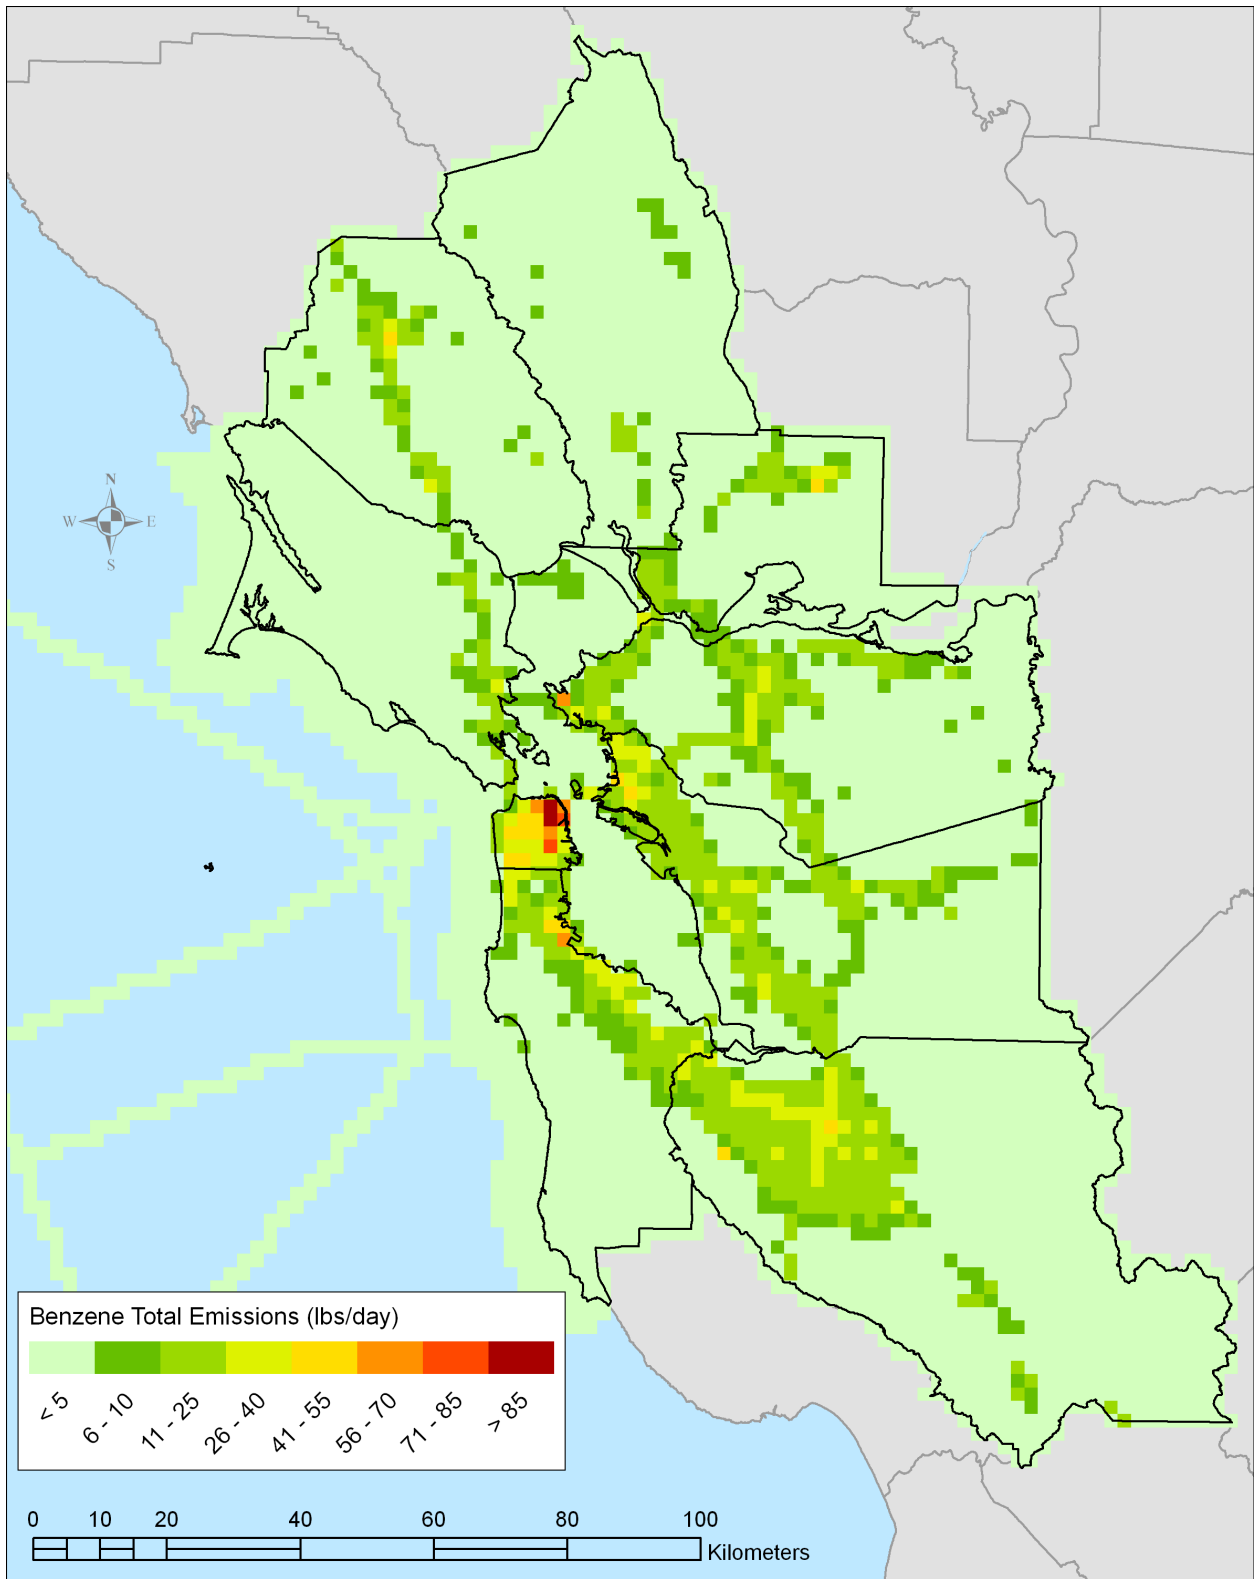 N
W E
S
Benzene Total Emissions (lbs/day)
< 5 6 - 10 11 - 25 26 - 40 41 - 55 56 - 70 71 - 85 > 85
0 10 20 40 60 80 100
Kilometers